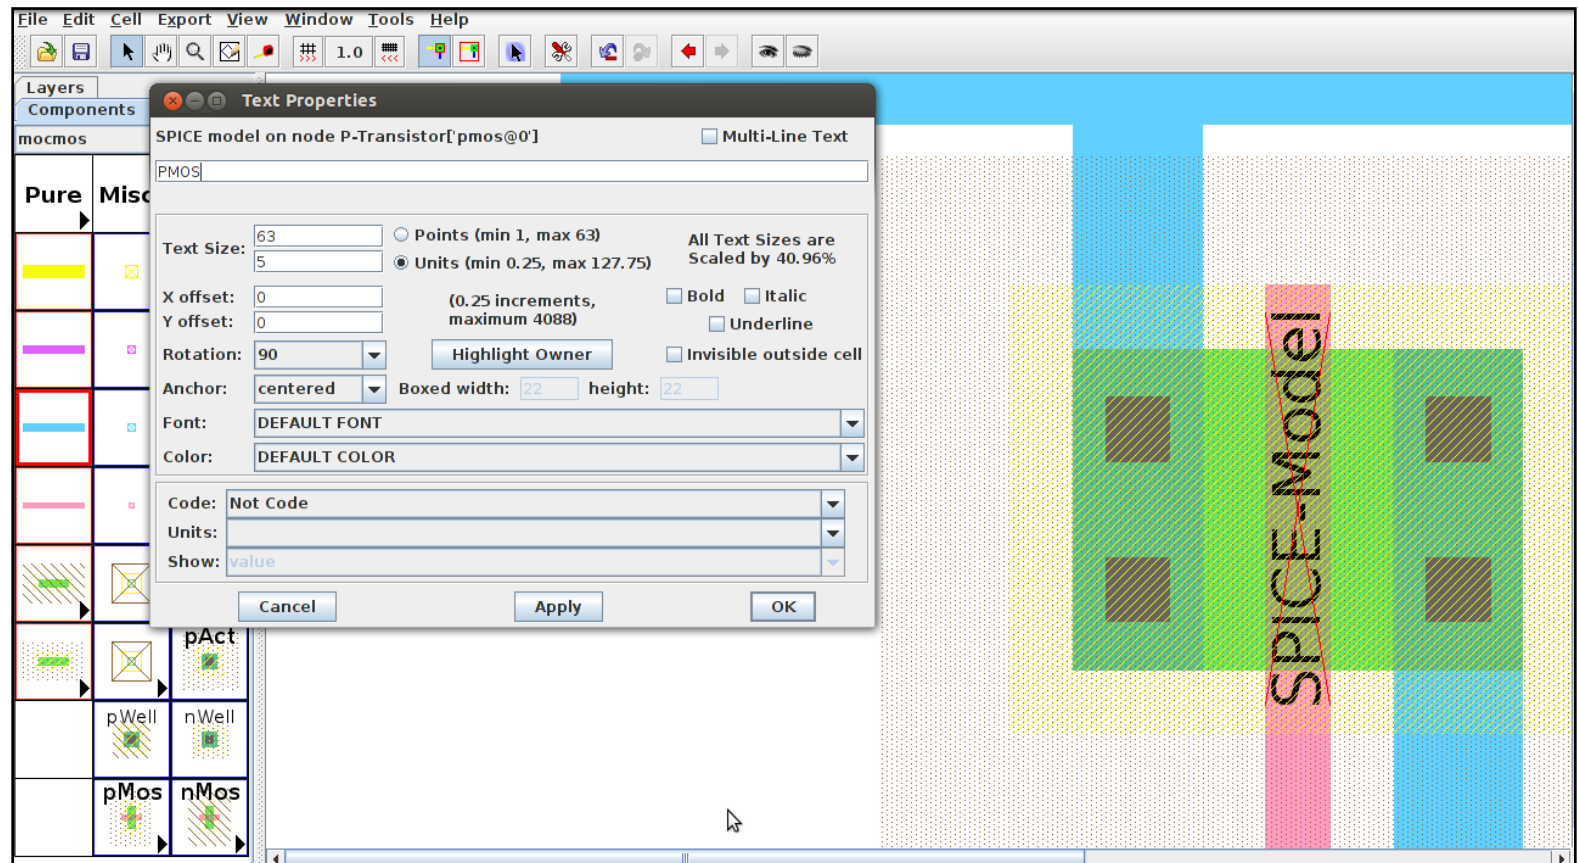 File Edit Cell Export View Window Tools Help
1.0
Layers
Components
mocmos
Pure Misc
Text Properties
SPICE model on node P-Transistor['pmos@0']
Multi-Line Text
PMOS
Text Size: 63
Points (min 1, max 63)
5
Units (min 0.25, max 127.75)
All Text Sizes are
Scaled by 40.96%
X offset: 0
Y offset: 0
(0.25 increments,
maximum 4088)
Bold Italic
Underline
Rotation: 90
Highlight Owner
Invisible outside cell
Anchor: centered
Boxed width: 22 height: 22
Font: DEFAULT FONT
Color: DEFAULT COLOR
Code: Not Code
Units:
Show: value
Cancel Apply OK
pAct
pWell nWell
pMos nMos
SPICE-Model